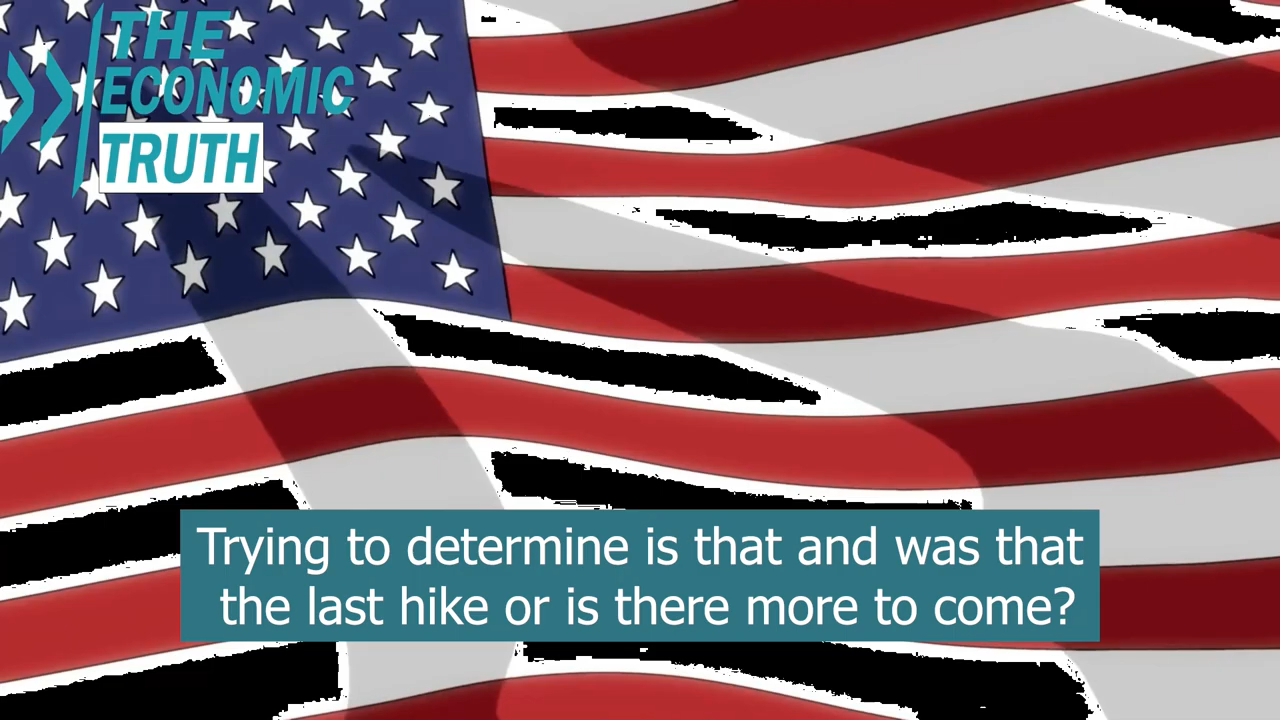 THE
ECONOMIC
TRUTH
Trying to determine is that and was that
the last hike or is there more to come?